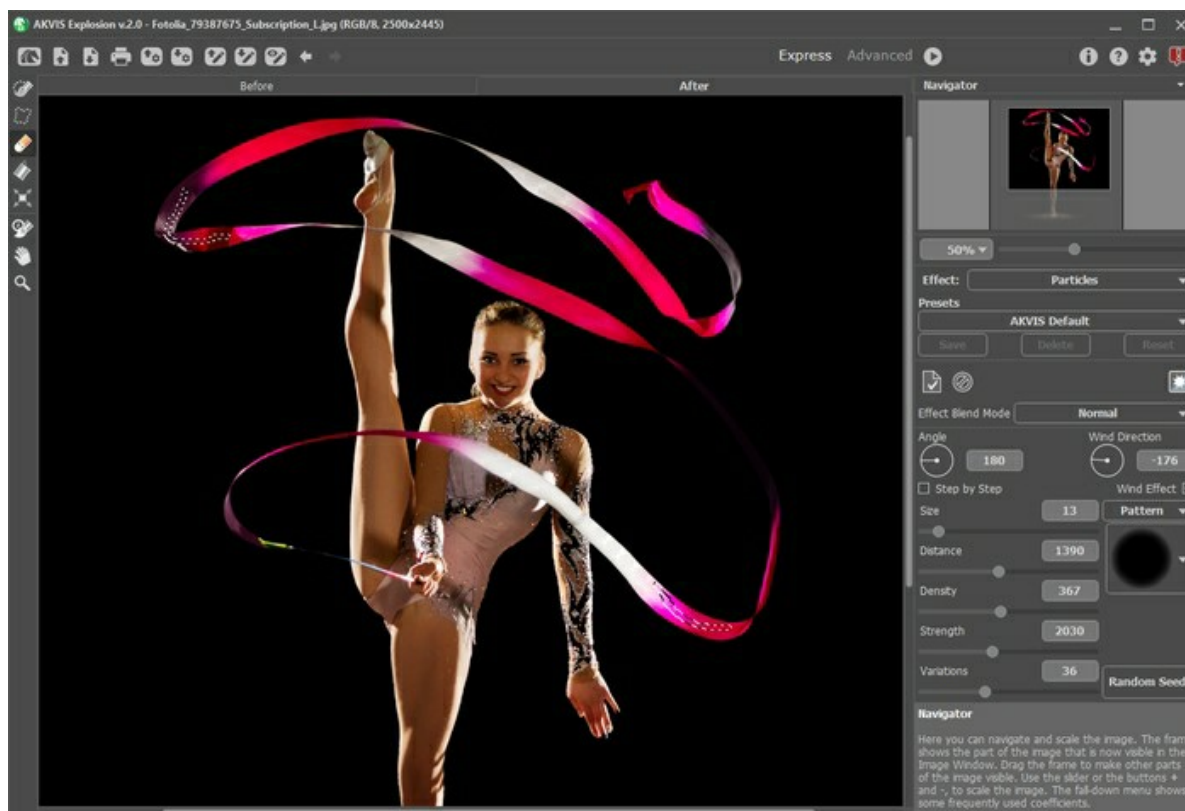 AKVIS Explosion v.2.0 - Fotolia_79387675_Subscription_L.jpg (RGB/8, 2500x2445)
Express Advanced
Before After
Navigator
50%
Effect: Particles
Presets
AKVIS Default
Save Delete Reset
Effect Blend Mode Normal
Angle Wind Direction
180 -176
Step by Step Wind Effect
Size 13 Pattern
Distance 1390
Density 367
Strength 2030
Variations 36 Random Seed
Navigator
Here you can navigate and scale the image. The fram
shows the part of the image that is now visible in the
Image Window. Drag the frame to make other parts
of the image visible. Use the slider or the buttons +
and -, to scale the image. The fall-down menu shows
some frequently used coefficients.